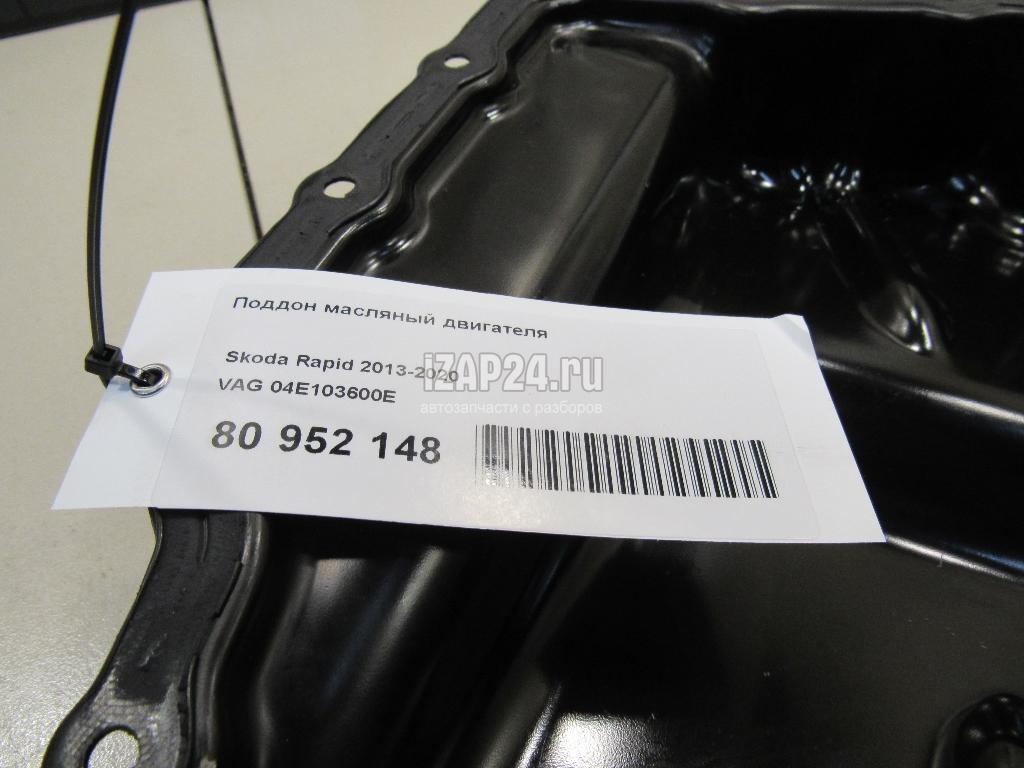 Поддон масляный двигателя
Skoda Rapid 2013-2020
VAG 04E103600E
80 952 148
iZAP24.ru
автозапчасти с разборов